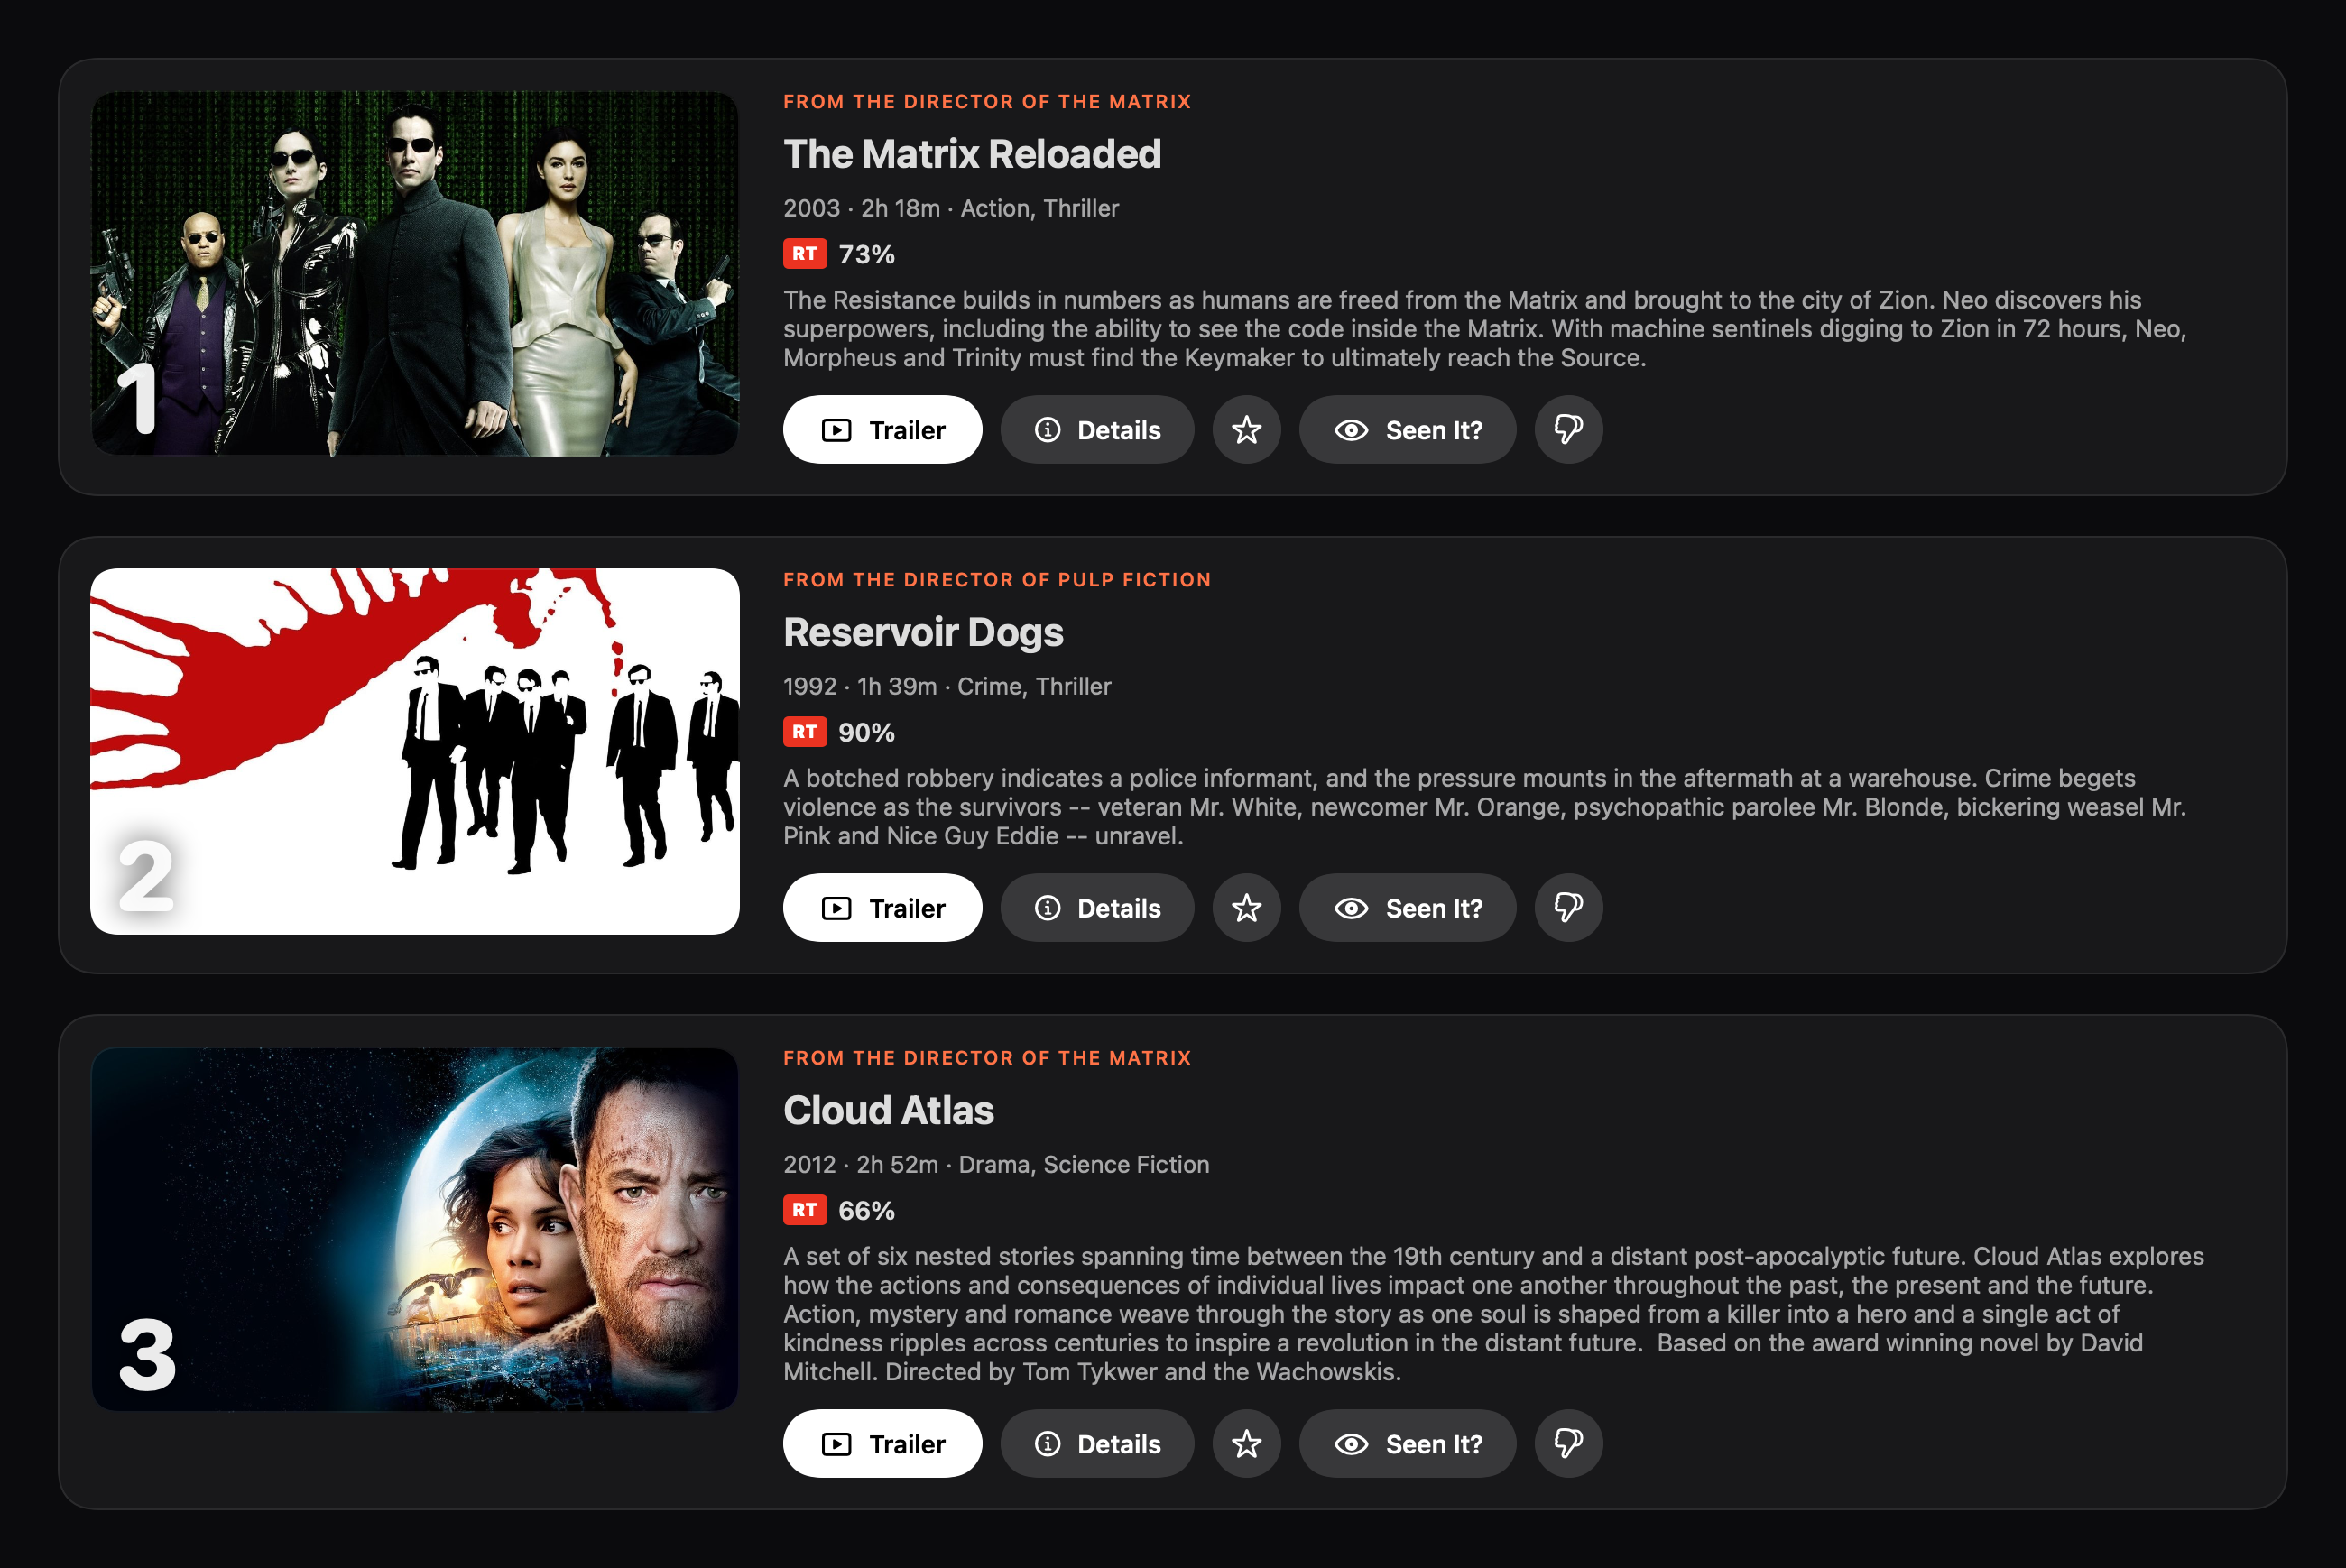 FROM THE DIRECTOR OF THE MATRIX
The Matrix Reloaded
2003 · 2h 18m · Action, Thriller
RT 73%
The Resistance builds in numbers as humans are freed from the Matrix and brought to the city of Zion. Neo discovers his
superpowers, including the ability to see the code inside the Matrix. With machine sentinels digging to Zion in 72 hours, Neo,
Morpheus and Trinity must find the Keymaker to ultimately reach the Source.
1
Trailer Details Seen It?
FROM THE DIRECTOR OF PULP FICTION
Reservoir Dogs
1992 · 1h 39m · Crime, Thriller
RT 90%
A botched robbery indicates a police informant, and the pressure mounts in the aftermath at a warehouse. Crime begets
violence as the survivors -- veteran Mr. White, newcomer Mr. Orange, psychopathic parolee Mr. Blonde, bickering weasel Mr.
Pink and Nice Guy Eddie -- unravel.
2
Trailer Details Seen It?
FROM THE DIRECTOR OF THE MATRIX
Cloud Atlas
2012 · 2h 52m · Drama, Science Fiction
RT 66%
A set of six nested stories spanning time between the 19th century and a distant post-apocalyptic future. Cloud Atlas explores
how the actions and consequences of individual lives impact one another throughout the past, the present and the future.
Action, mystery and romance weave through the story as one soul is shaped from a killer into a hero and a single act of
kindness ripples across centuries to inspire a revolution in the distant future.  Based on the award winning novel by David
Mitchell. Directed by Tom Tykwer and the Wachowskis.
3
Trailer Details Seen It?